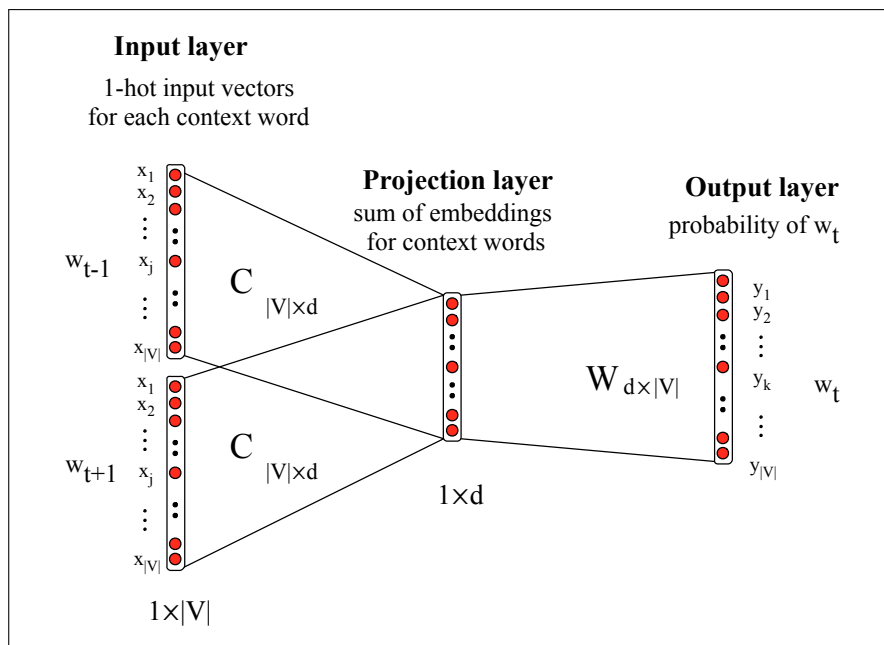 Input layer
1-hot input vectors
for each context word
Projection layer
sum of embeddings
for context words
Output layer
probability of wt
x1
x2
⋮
wt-1
xj
⋮
x|V|
C |V|×d
x1
x2
⋮
wt+1
xj
⋮
x|V|
C |V|×d
1×|V|
1×d
W d×|V|
y1
y2
⋮
yk
wt
⋮
y|V|